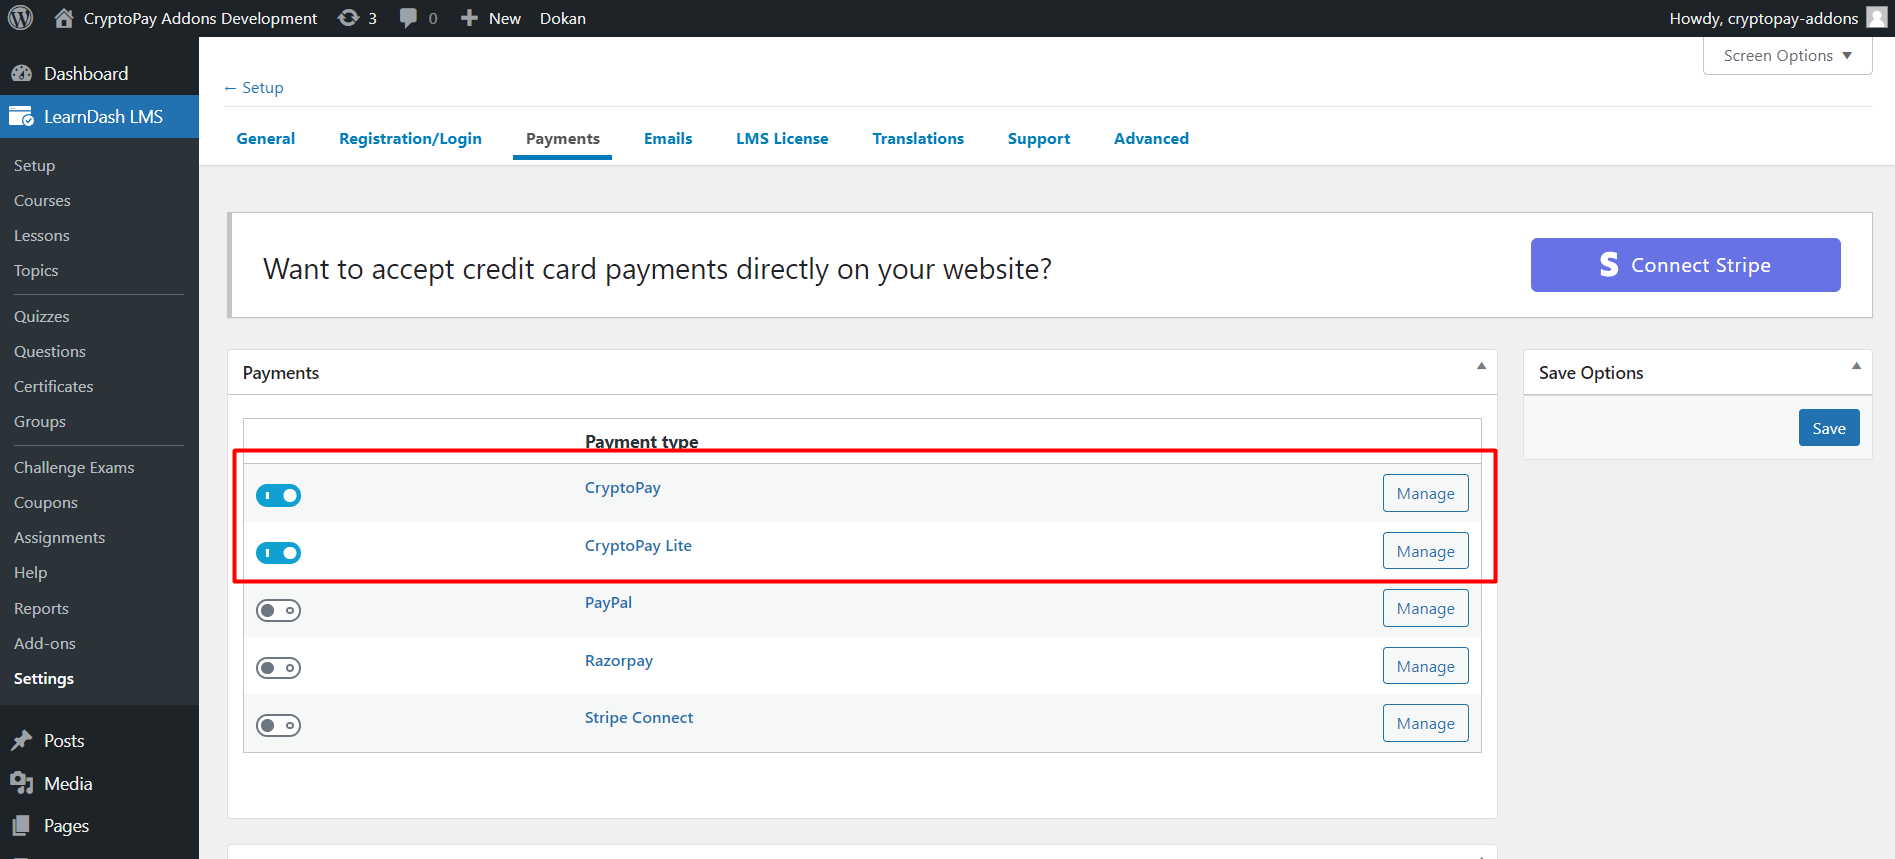 CryptoPay Addons Development 3 0 New Dokan Howdy, cryptopay-addons
Dashboard
LearnDash LMS
Setup
Courses
Lessons
Topics
Quizzes
Questions
Certificates
Groups
Challenge Exams
Coupons
Assignments
Help
Reports
Add-ons
Settings
Posts
Media
Pages
Screen Options ▼
← Setup
General Registration/Login Payments Emails LMS License Translations Support Advanced
Want to accept credit card payments directly on your website?
S Connect Stripe
Payments
Payment type
CryptoPay Manage
CryptoPay Lite Manage
PayPal Manage
Razorpay Manage
Stripe Connect Manage
Save Options
Save